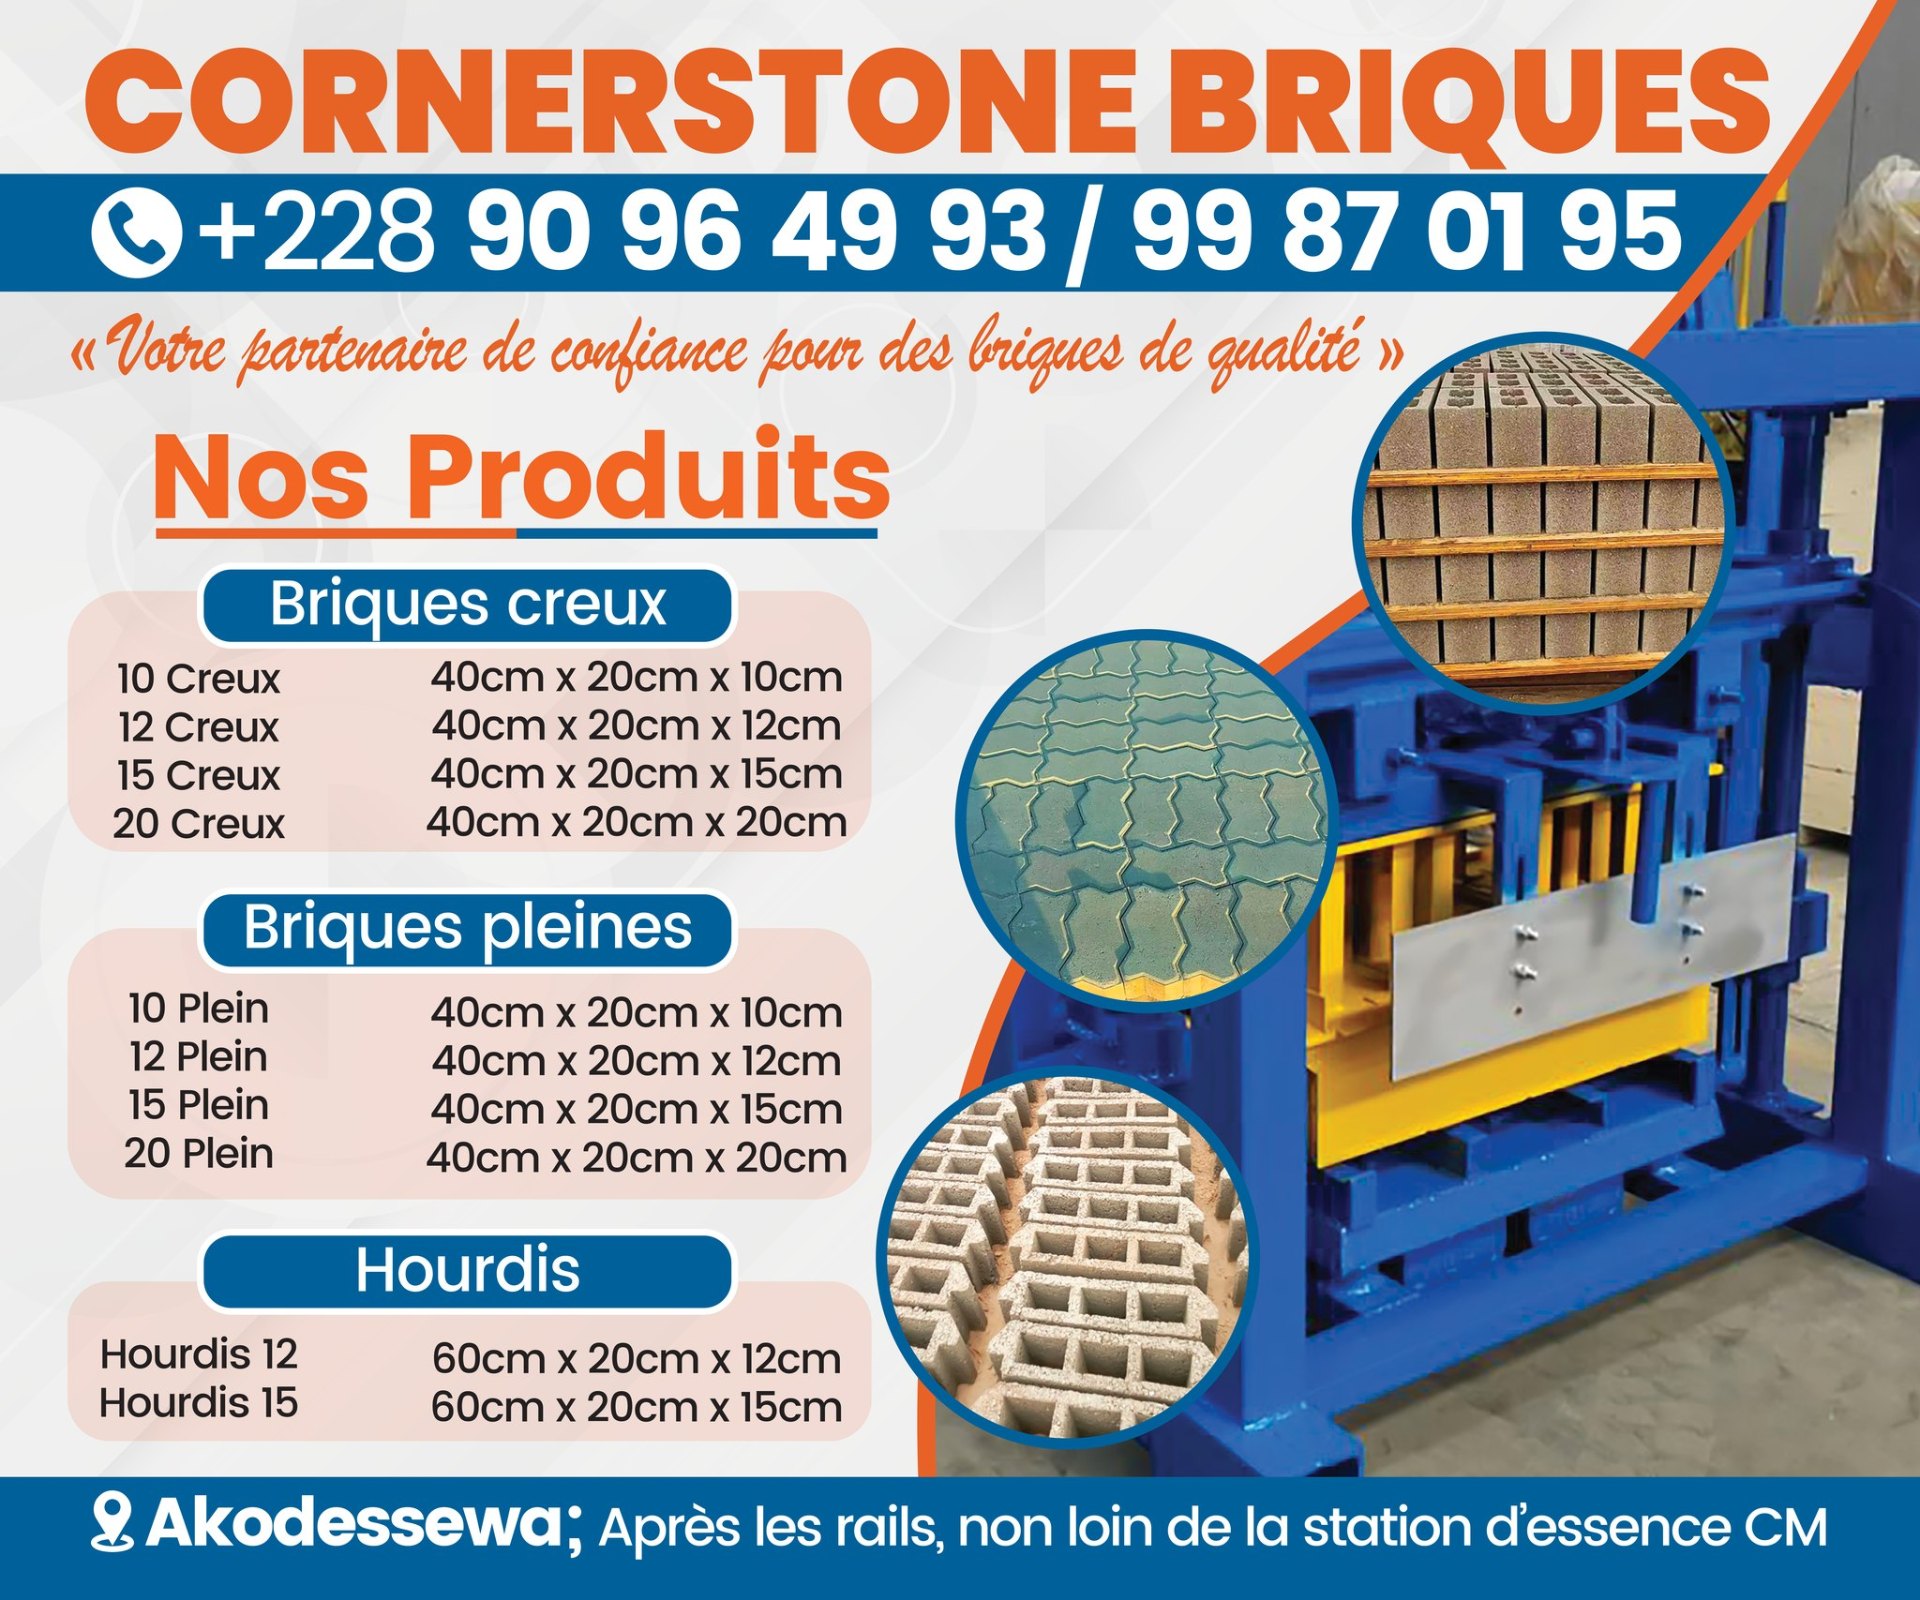 CORNERSTONE BRIQUES
+228 90 96 49 93 / 99 87 01 95
« Votre partenaire de confiance pour des briques de qualité »
Nos Produits
Briques creux
10 Creux 40cm x 20cm x 10cm
12 Creux 40cm x 20cm x 12cm
15 Creux 40cm x 20cm x 15cm
20 Creux 40cm x 20cm x 20cm
Briques pleines
10 Plein 40cm x 20cm x 10cm
12 Plein 40cm x 20cm x 12cm
15 Plein 40cm x 20cm x 15cm
20 Plein 40cm x 20cm x 20cm
Hourdis
Hourdis 12 60cm x 20cm x 12cm
Hourdis 15 60cm x 20cm x 15cm
Akodessewa; Après les rails, non loin de la station d'essence CM